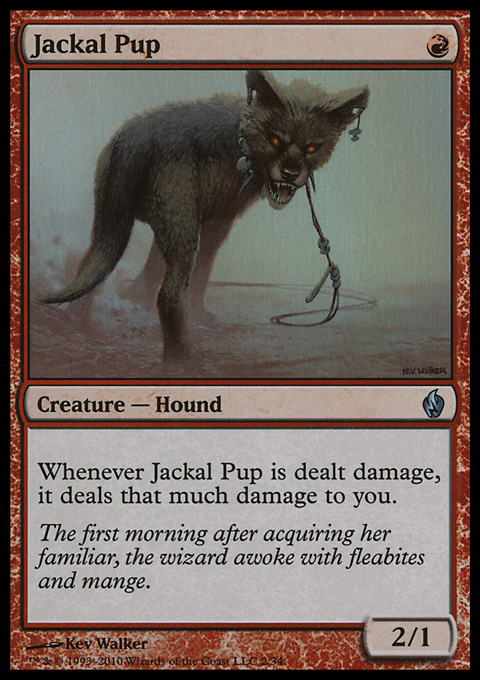 Jackal Pup
KEV. WALKER
Creature — Hound
Whenever Jackal Pup is dealt damage,
it deals that much damage to you.
The first morning after acquiring her
familiar, the wizard awoke with fleabites
and mange.
2/1
Kev Walker
™ & © 1993–2010 Wizards of the Coast LLC 2/34